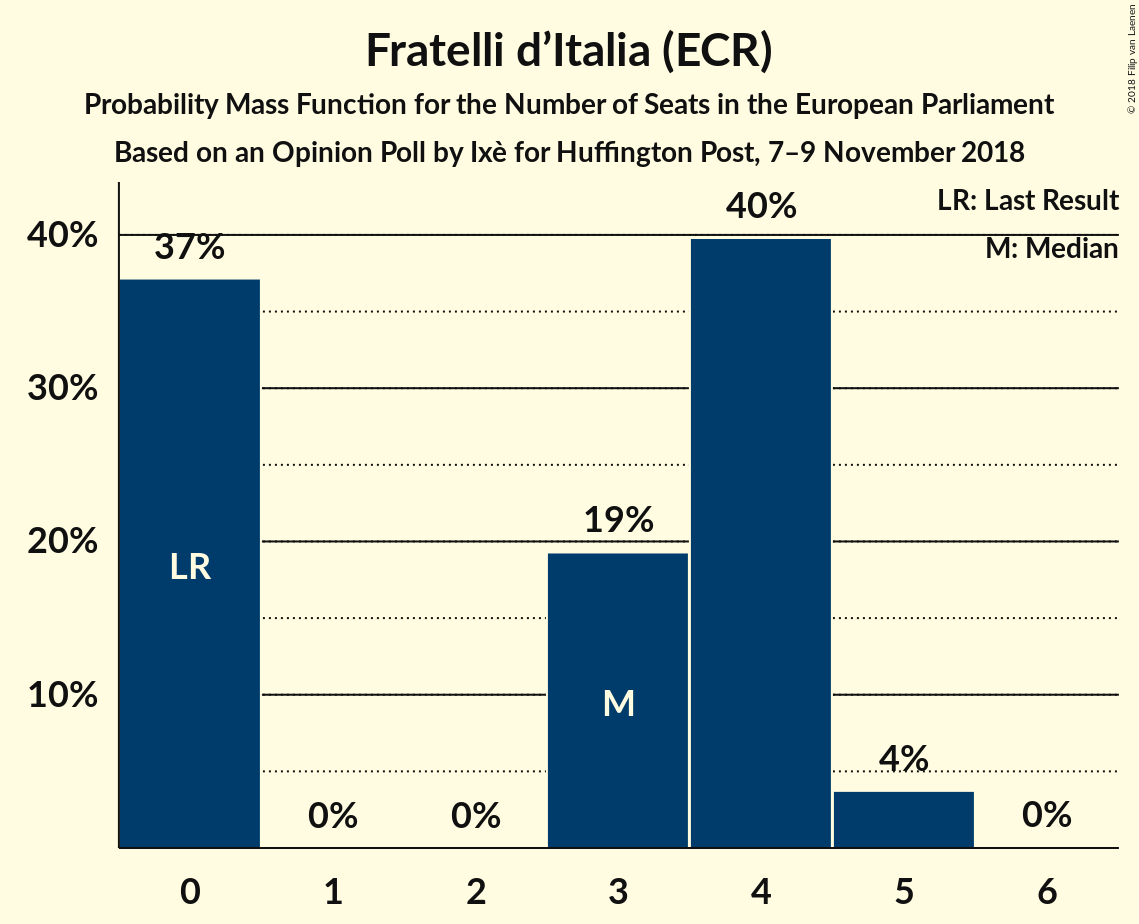 Fratelli d’Italia (ECR)
Probability Mass Function for the Number of Seats in the European Parliament
Based on an Opinion Poll by Ixè for Huffington Post, 7–9 November 2018
© 2018 Filip van Laenen
LR: Last Result
M: Median
40%
30%
20%
10%
37%
0%
0%
19%
40%
4%
0%
LR
M
0 1 2 3 4 5 6